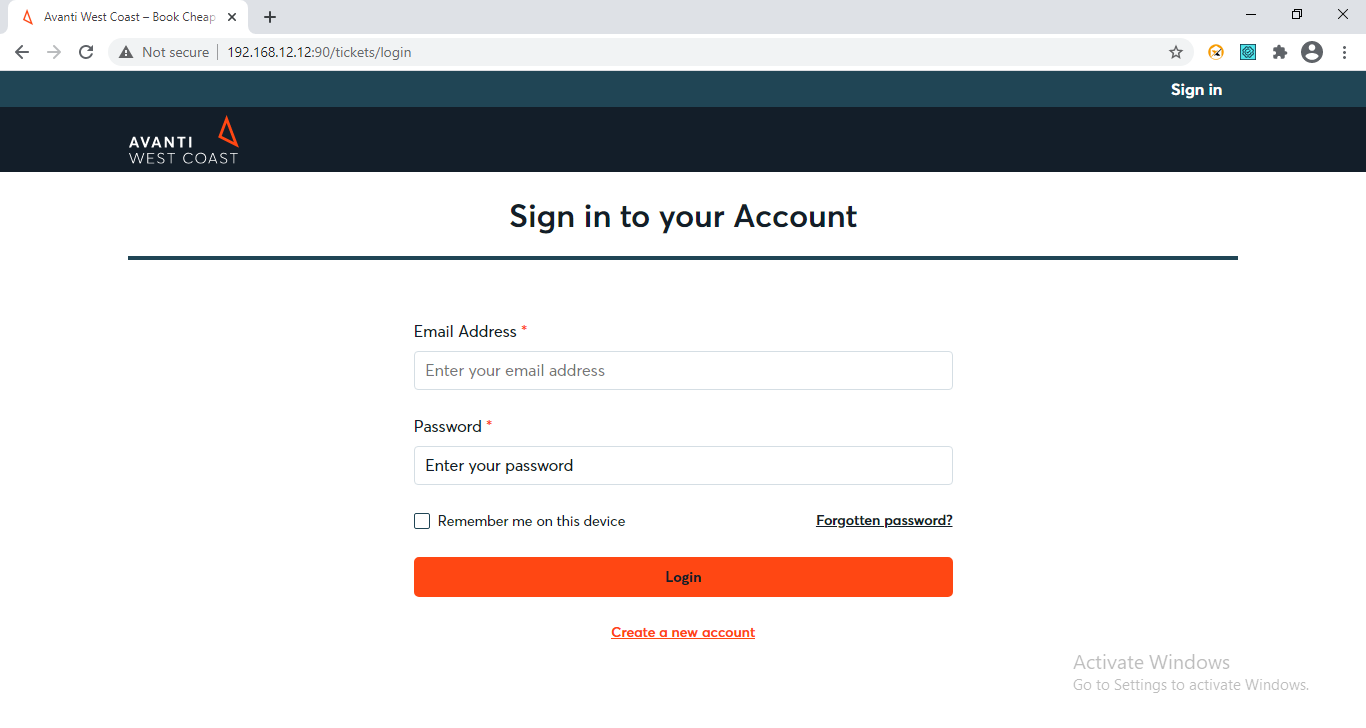 Avanti West Coast – Book Cheap
Not secure
192.168.12.12:90/tickets/login
Sign in
AVANTI
WEST COAST
Sign in to your Account
Email Address *
Enter your email address
Password *
Enter your password
Remember me on this device
Forgotten password?
Login
Create a new account
Activate Windows
Go to Settings to activate Windows.